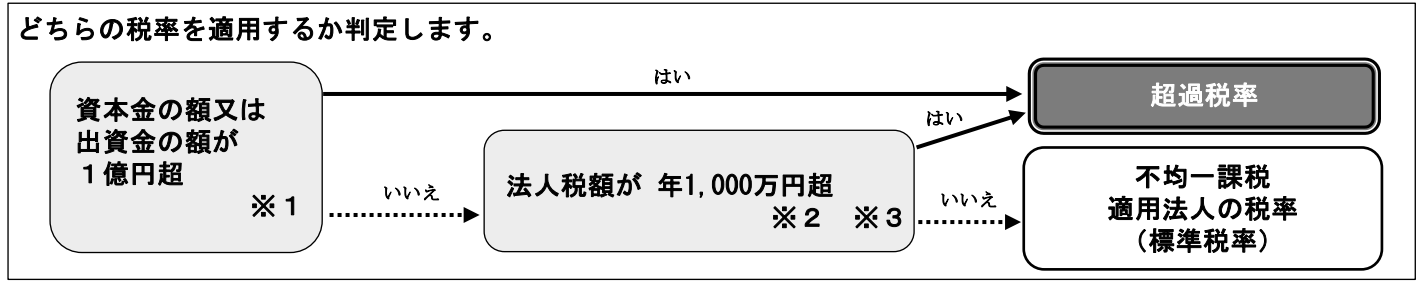 どちらの税率を適用するか判定します。
資本金の額又は
出資金の額が
１億円超
※１
はい
いいえ
法人税額が 年1,000万円超
※２ ※３
はい
いいえ
超過税率
不均一課税
適用法人の税率
（標準税率）